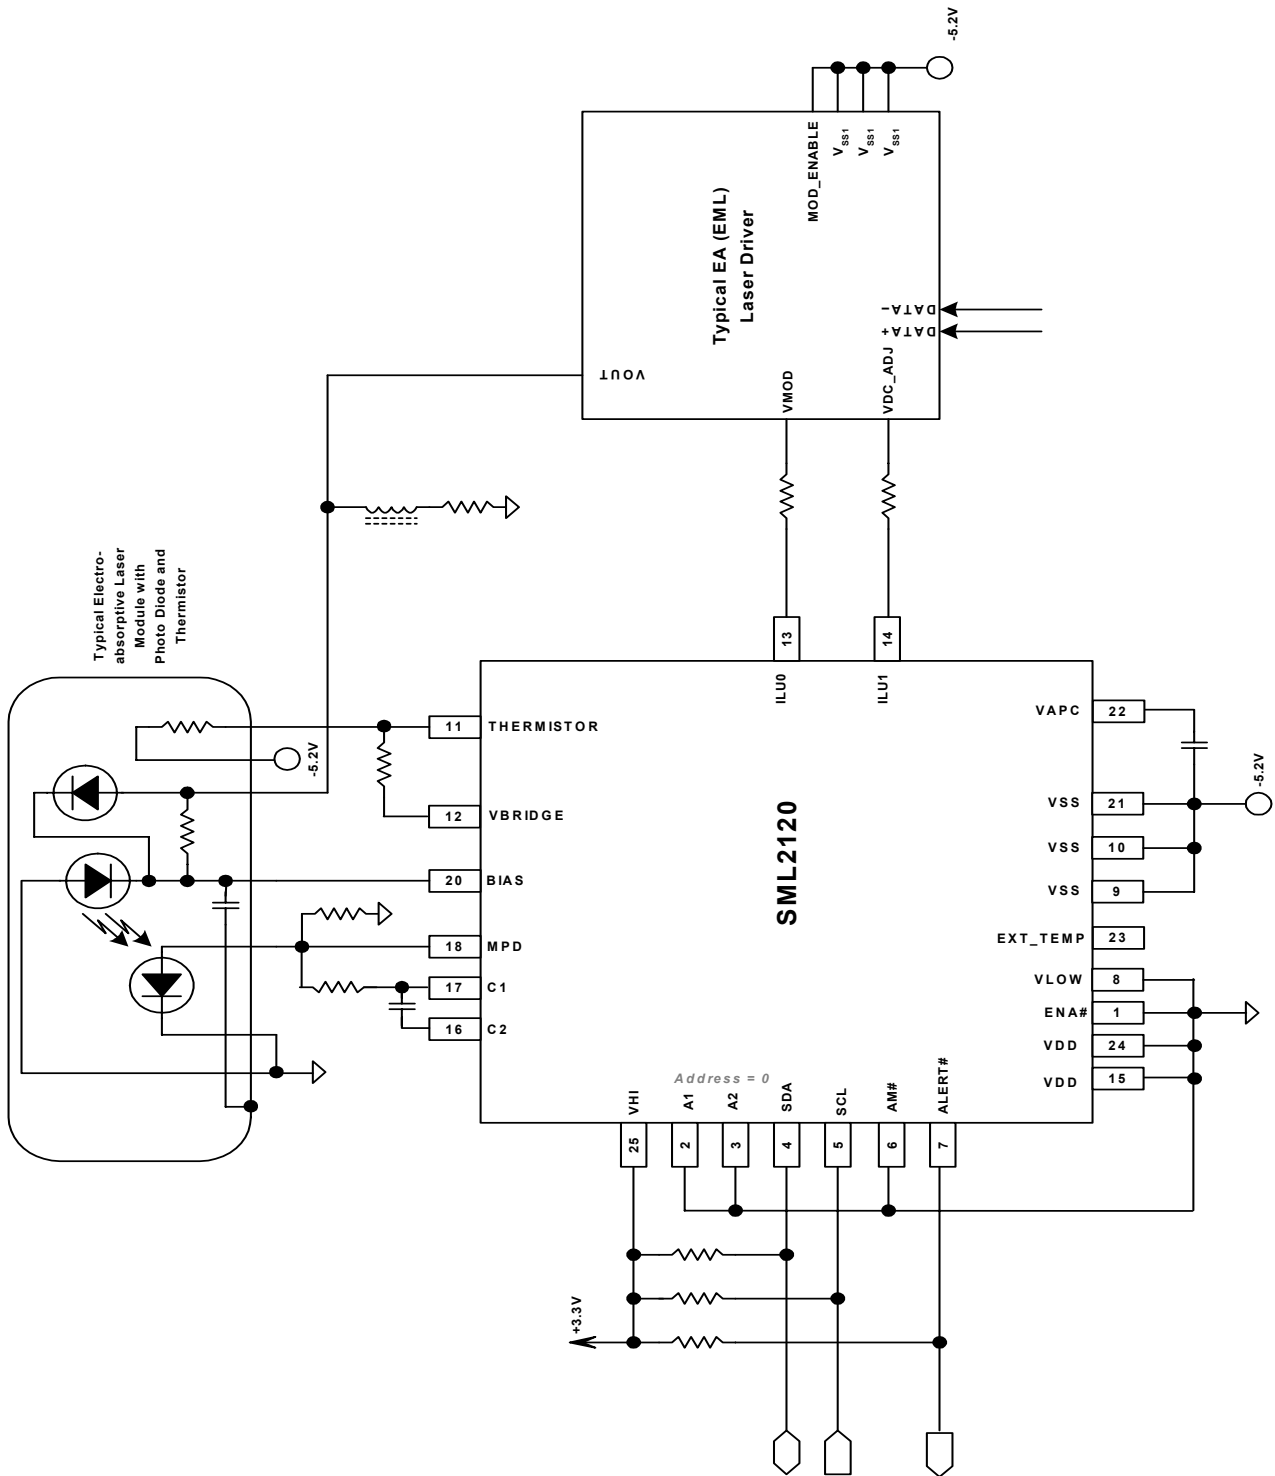 -5.2V
MOD_ENABLE
VSS1
VSS1
VSS1
Typical EA (EML)
Laser Driver
DATA-
DATA+
VOUT
VMOD
VDC_ADJ
Typical Electro-
absorptive Laser
Module with
Photo Diode and
Thermistor
-5.2V
13
14
ILU0
ILU1
11
THERMISTOR
12
VBRIDGE
20
BIAS
18
MPD
17
C1
16
C2
SML2120
VAPC
22
VSS
21
VSS
10
VSS
9
-5.2V
EXT_TEMP
23
VLOW
8
ENA#
1
VDD
24
VDD
15
Address = 0
VHI
A1
A2
SDA
SCL
AM#
ALERT#
25
2
3
4
5
6
7
+3.3V